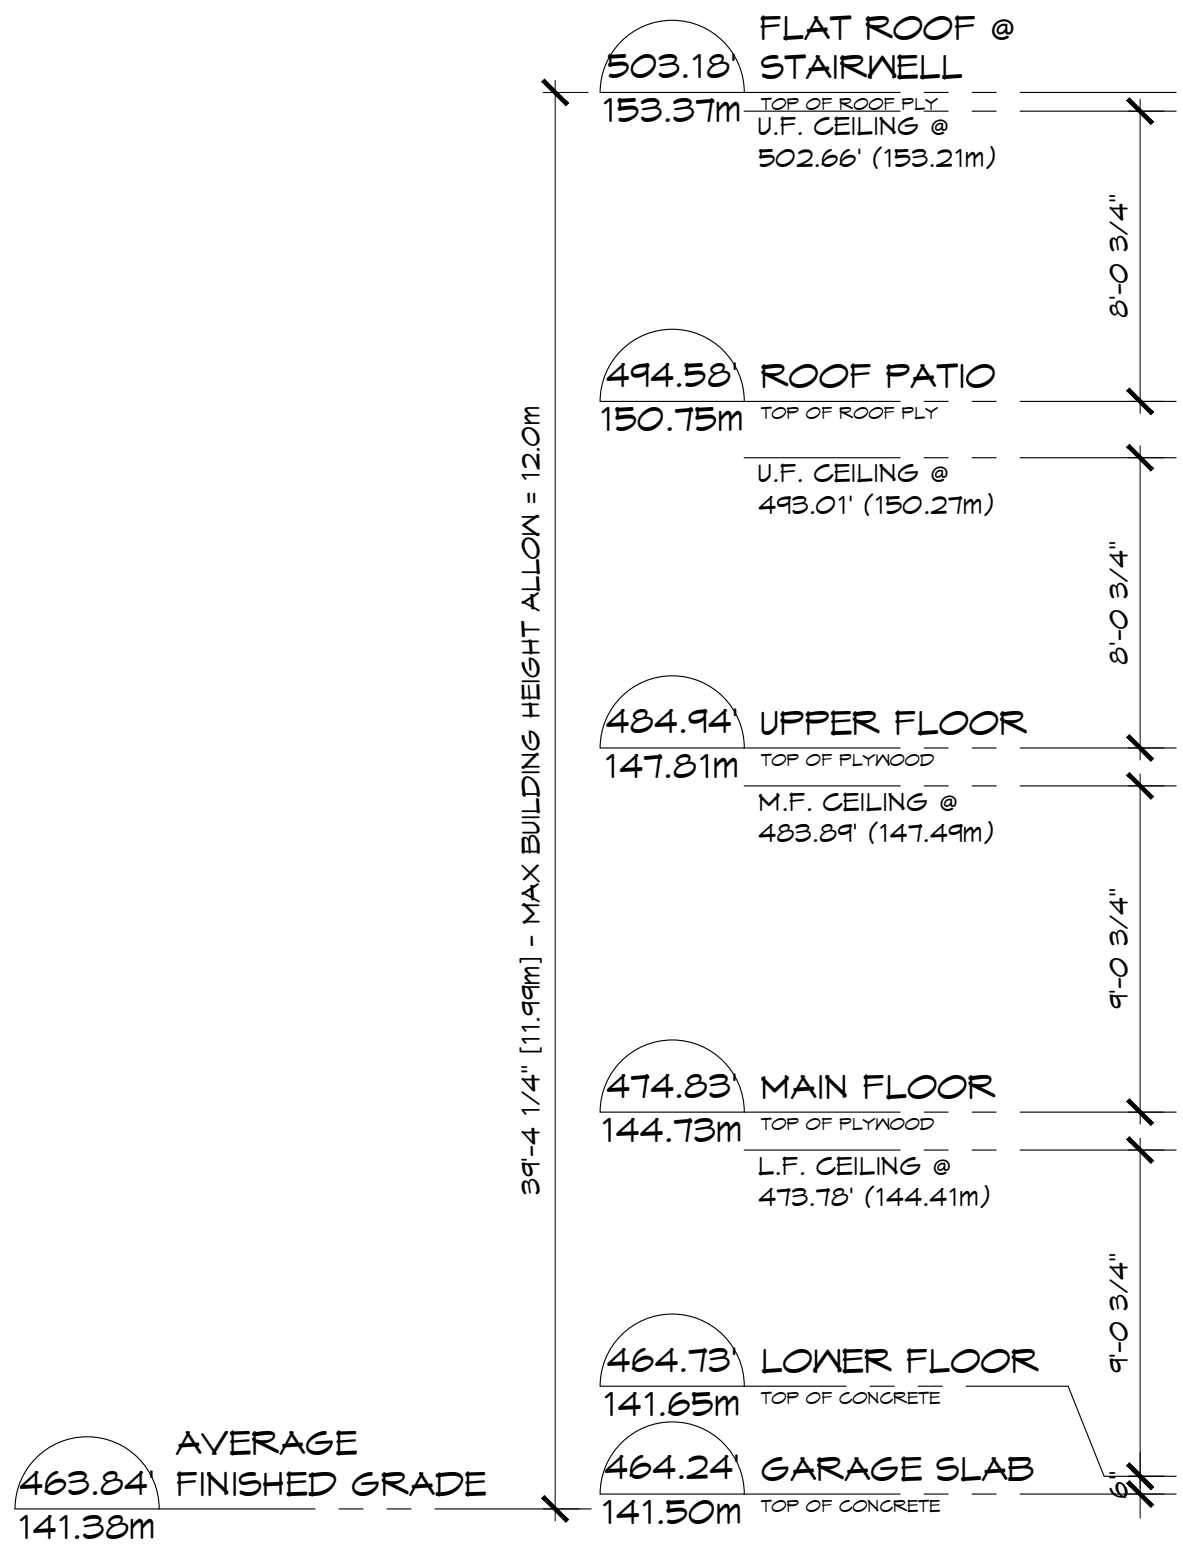 FLAT ROOF @
503.18' STAIRWELL
153.37m TOP OF ROOF PLY
U.F. CEILING @
502.66' (153.21m)
8'-0 3/4"
494.58' ROOF PATIO
150.75m TOP OF ROOF PLY
U.F. CEILING @
493.01' (150.27m)
8'-0 3/4"
39'-4 1/4" [11.99m] - MAX BUILDING HEIGHT ALLOW = 12.0m
484.94' UPPER FLOOR
147.81m TOP OF PLYWOOD
M.F. CEILING @
483.89' (147.49m)
9'-0 3/4"
474.83' MAIN FLOOR
144.73m TOP OF PLYWOOD
L.F. CEILING @
473.78' (144.41m)
9'-0 3/4"
464.73' LOWER FLOOR
141.65m TOP OF CONCRETE
464.24' GARAGE SLAB
141.50m TOP OF CONCRETE
6"
AVERAGE
463.84' FINISHED GRADE
141.38m